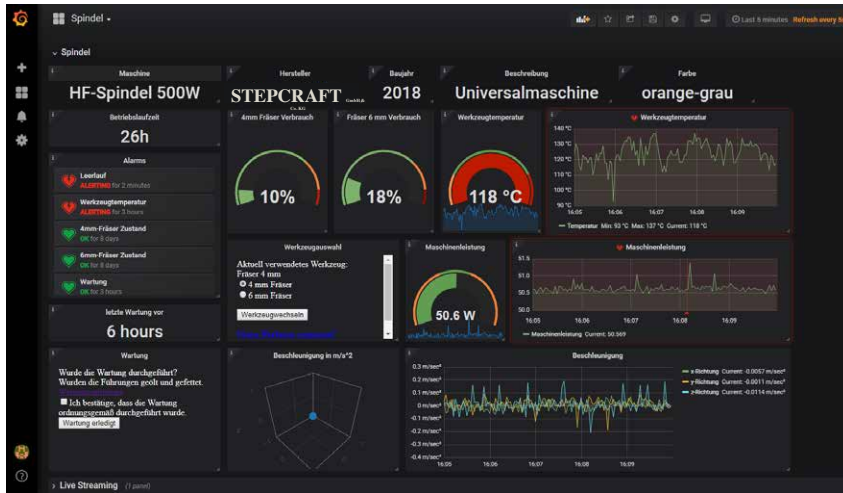 Spindel
Last 6 minutes Refresh every
Spindel
Maschine
HF-Spindel 500W
Hersteller
STEPCRAFT GmbH &
Co. KG
Baujahr
2018
Beschreibung
Universalmaschine
Farbe
orange-grau
Betriebslaufzeit
26h
4mm Fräser Verbrauch
10%
Fräser 6 mm Verbrauch
18%
Werkzeugtemperatur
118 °C
Werkzeugtemperatur
140 °C
130 °C
120 °C
110 °C
100 °C
90 °C
16:05 16:06 16:07 16:08 16:09
Temperatur Min: 93 °C Max: 137 °C Current: 118 °C
Alarms
Leerlauf
ALERTING for 2 minutes
Werkzeugtemperatur
ALERTING for 3 hours
4mm-Fräser Zustand
OK for 8 days
6mm-Fräser Zustand
OK for 8 days
Wartung
OK for 3 hours
Werkzeugauswahl
Aktuell verwendetes Werkzeug:
Fräser 4 mm
4 mm Fräser
6 mm Fräser
Werkzeugwechseln
Maschinenleistung
50.6 W
Maschinenleistung
51.5
51.0
50.5
50.0
16:05 16:06 16:07 16:08 16:09
Maschinenleistung Current: 50.569
letzte Wartung vor
6 hours
Wartung
Wurde die Wartung durchgeführt?
Wurden die Führungen geölt und gefettet.
Ich bestätige, dass die Wartung
ordnungsgemäß durchgeführt wurde.
Wartung erledigt
Beschleunigung in m/s^2
Beschleunigung
0.3 m/sec²
0.2 m/sec²
0.1 m/sec²
0 m/sec²
-0.1 m/sec²
-0.2 m/sec²
-0.3 m/sec²
-0.4 m/sec²
16:05 16:06 16:07 16:08 16:09
x-Richtung Current: -0.0057 m/sec²
y-Richtung Current: -0.0011 m/sec²
z-Richtung Current: -0.0114 m/sec²
Live Streaming (1 panel)